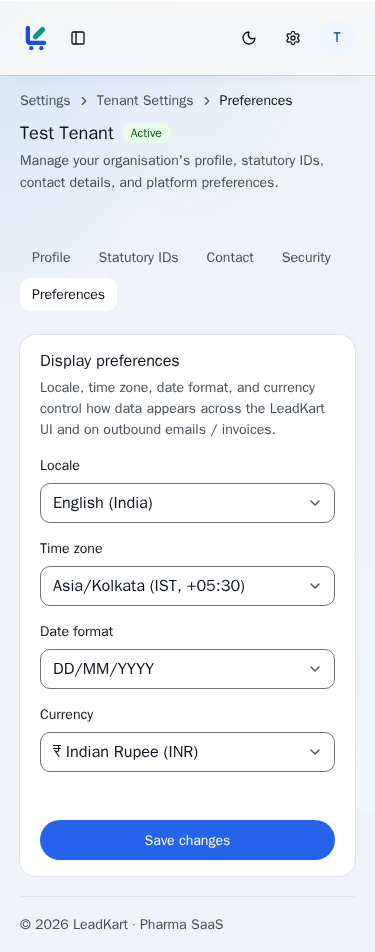 T
Settings > Tenant Settings > Preferences
Test Tenant Active
Manage your organisation's profile, statutory IDs,
contact details, and platform preferences.
Profile Statutory IDs Contact Security
Preferences
Display preferences
Locale, time zone, date format, and currency
control how data appears across the LeadKart
UI and on outbound emails / invoices.
Locale
English (India)
Time zone
Asia/Kolkata (IST, +05:30)
Date format
DD/MM/YYYY
Currency
₹ Indian Rupee (INR)
Save changes
© 2026 LeadKart · Pharma SaaS